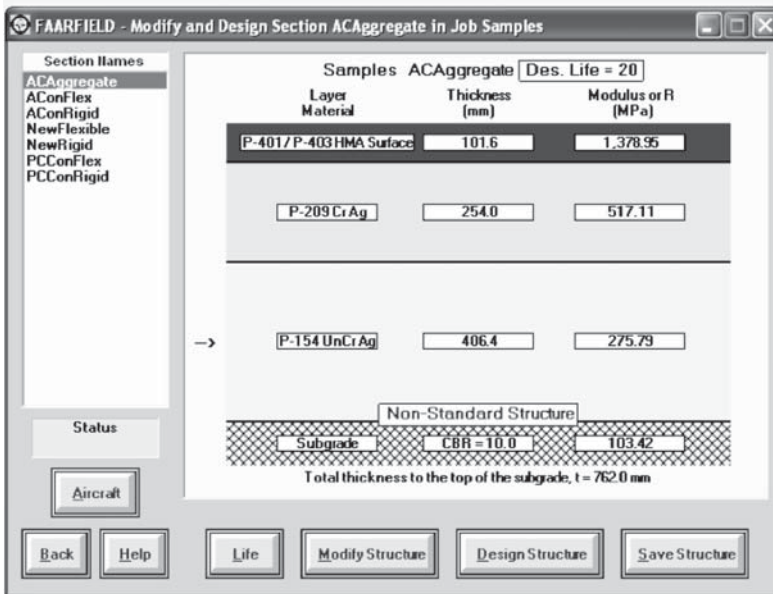 FAARFIELD - Modify and Design Section ACAggregate in Job Samples
Section Names
ACAggregate
AConFlex
AConRigid
NewFlexible
NewRigid
PCConFlex
PCConRigid
Status
Aircraft
Back
Help
Samples ACAggregate Des. Life = 20
Layer Material
Thickness (mm)
Modulus or R (MPa)
P-401/P-403 HMA Surface 101.6 1,378.95
P-209 CrAg 254.0 517.11
-->
P-154 UnCrAg 406.4 275.79
Non-Standard Structure
Subgrade CBR = 10.0 103.42
Total thickness to the top of the subgrade, t = 762.0 mm
Life
Modify Structure
Design Structure
Save Structure